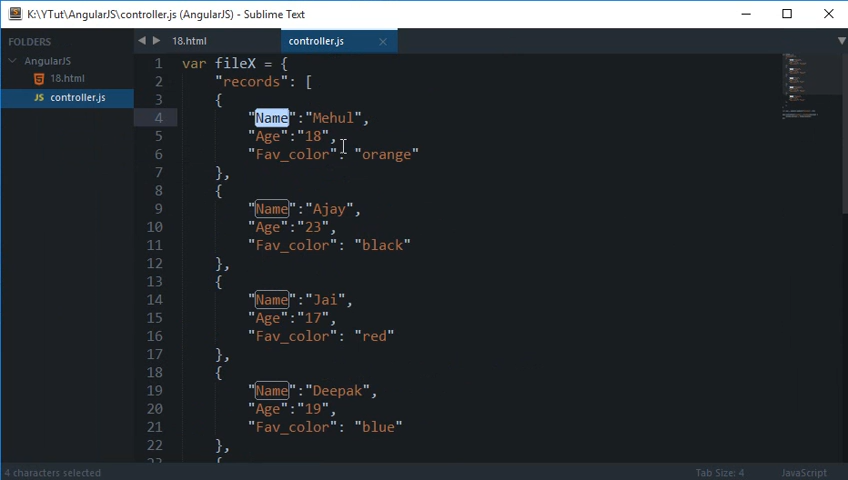 K:\YTut\AngularJS\controller.js (AngularJS) - Sublime Text
FOLDERS
AngularJS
18.html
JS controller.js
18.html
controller.js
1 var fileX = {
2 "records": [
3 {
4 "Name":"Mehul",
5 "Age":"18",
6 "Fav_color": "orange"
7 },
8 {
9 "Name":"Ajay",
10 "Age":"23",
11 "Fav_color": "black"
12 },
13 {
14 "Name":"Jai",
15 "Age":"17",
16 "Fav_color": "red"
17 },
18 {
19 "Name":"Deepak",
20 "Age":"19",
21 "Fav_color": "blue"
22 },
4 characters selected
Tab Size: 4
JavaScript